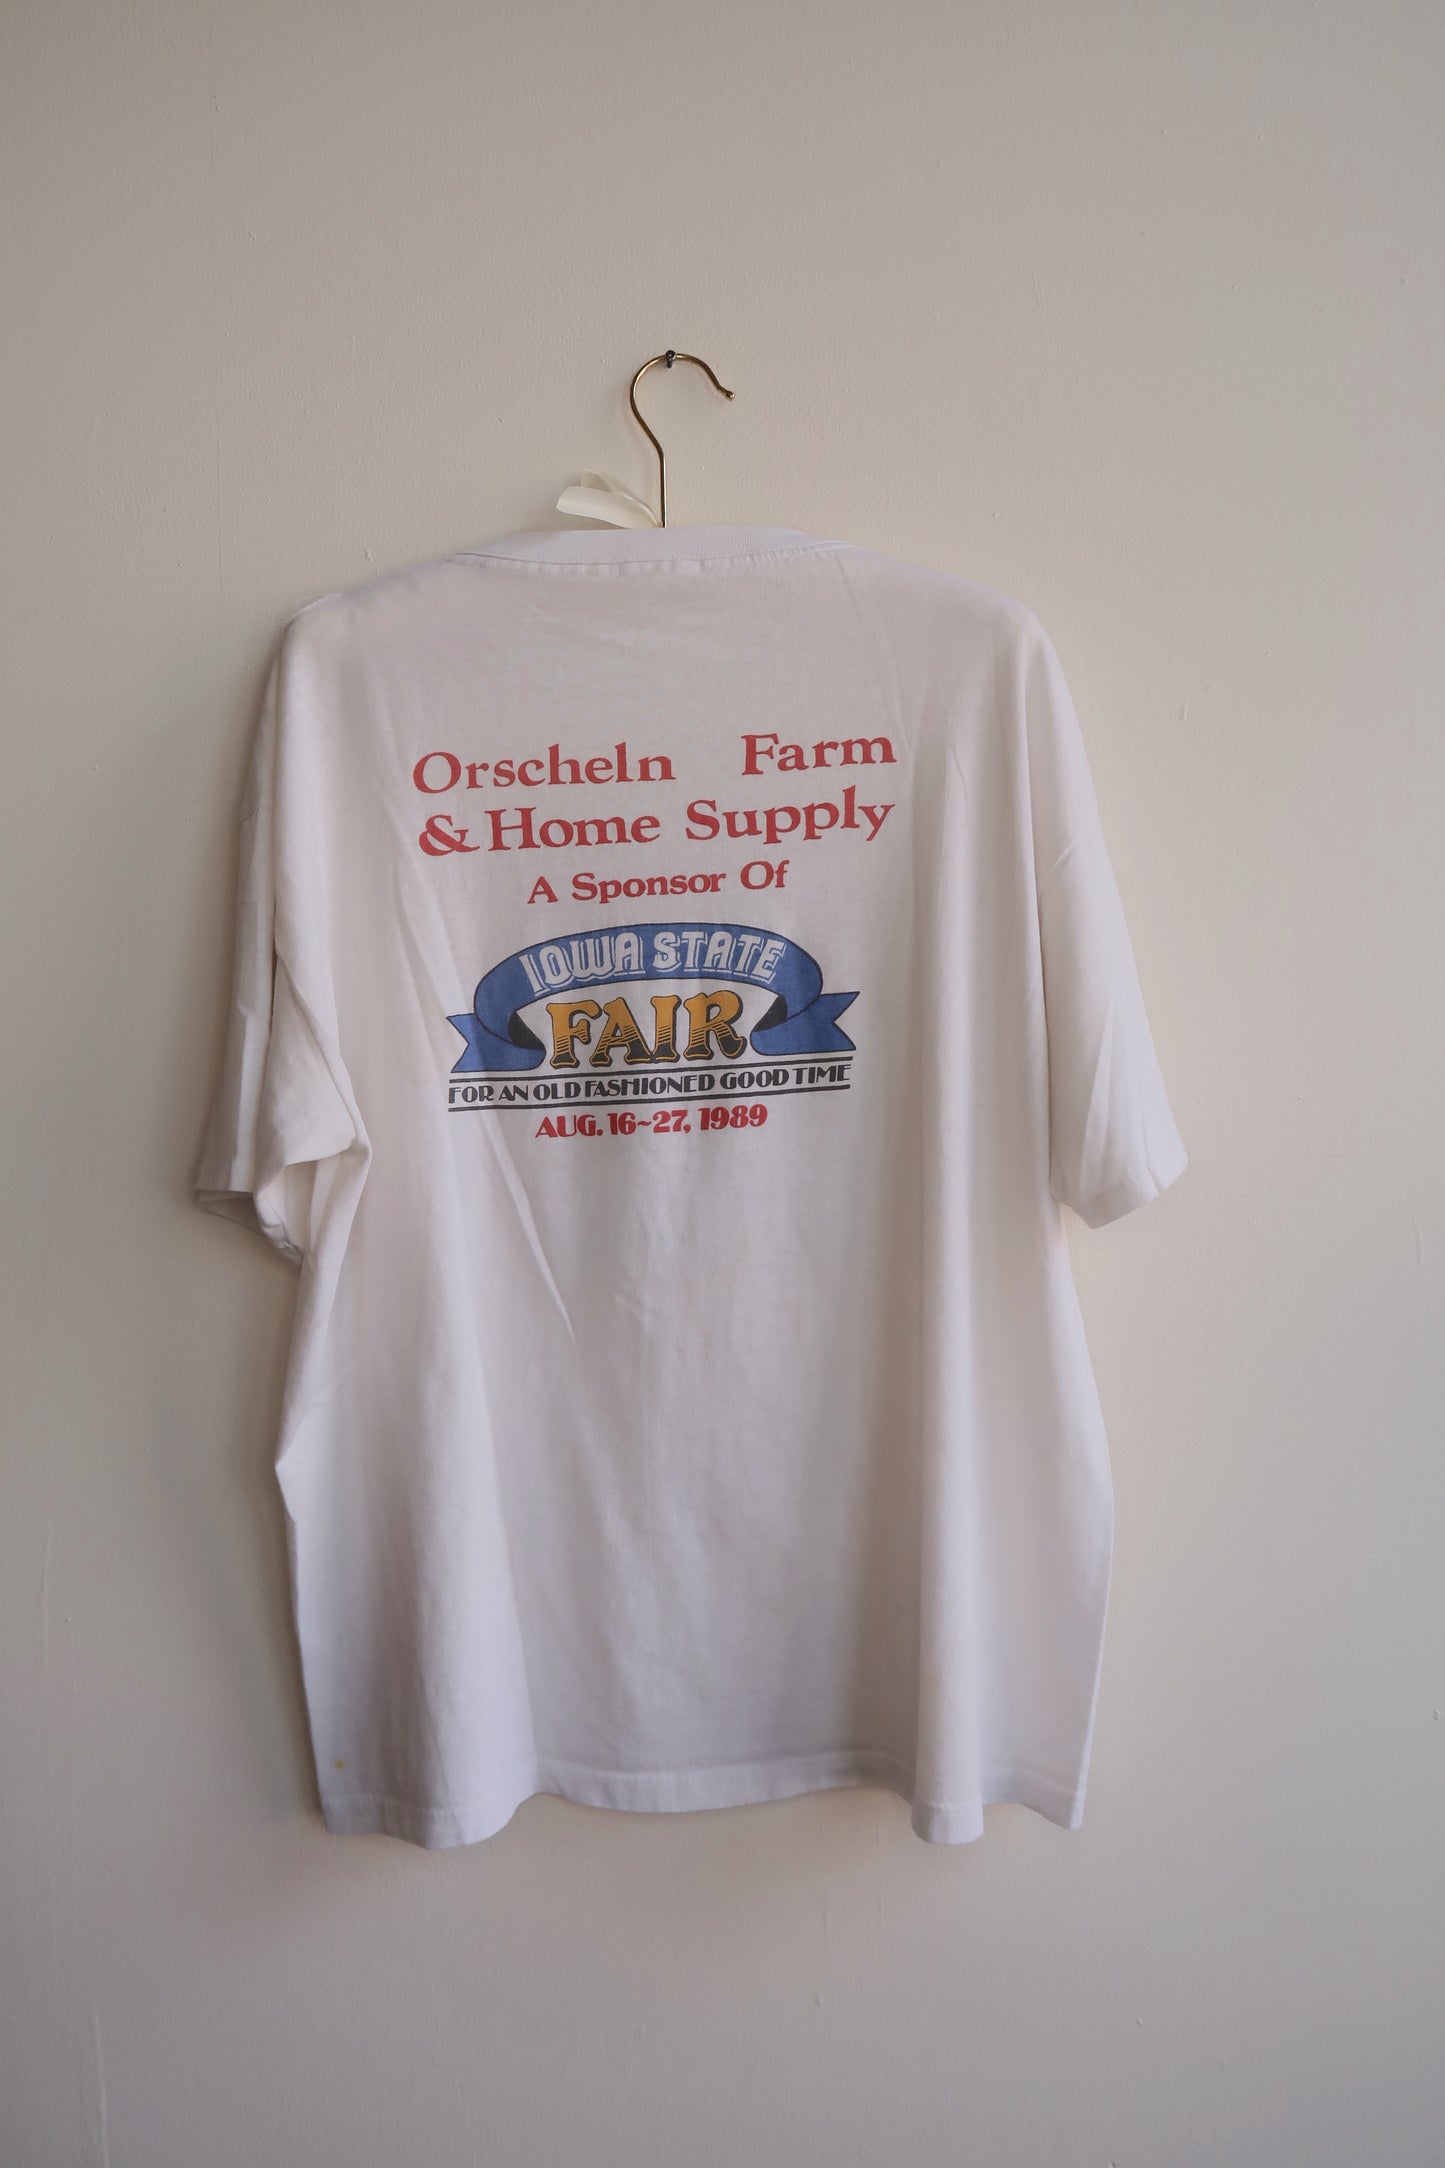 Orscheln Farm
& Home Supply
A Sponsor Of
IOWA STATE
FAIR
FOR AN OLD FASHIONED GOOD TIME
AUG. 16~27, 1989